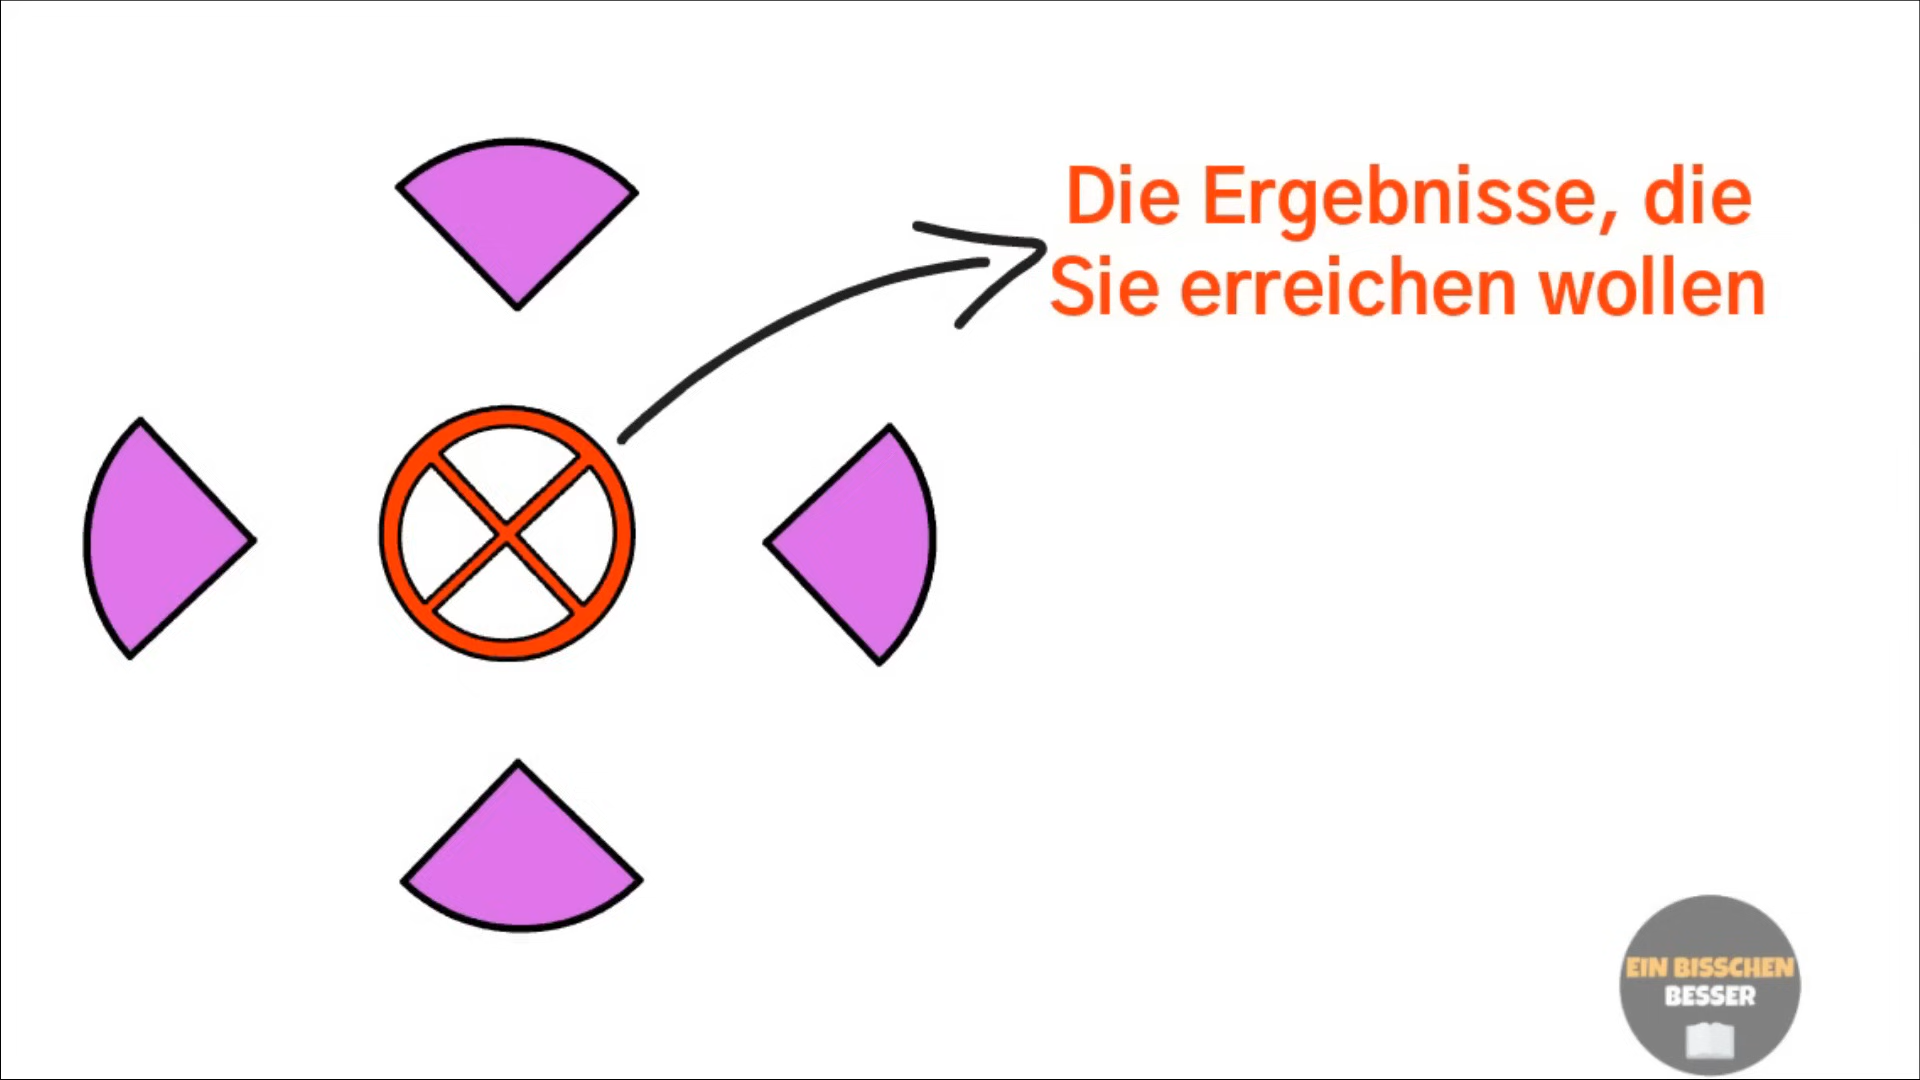 Die Ergebnisse, die
Sie erreichen wollen
EIN BISSCHEN
BESSER